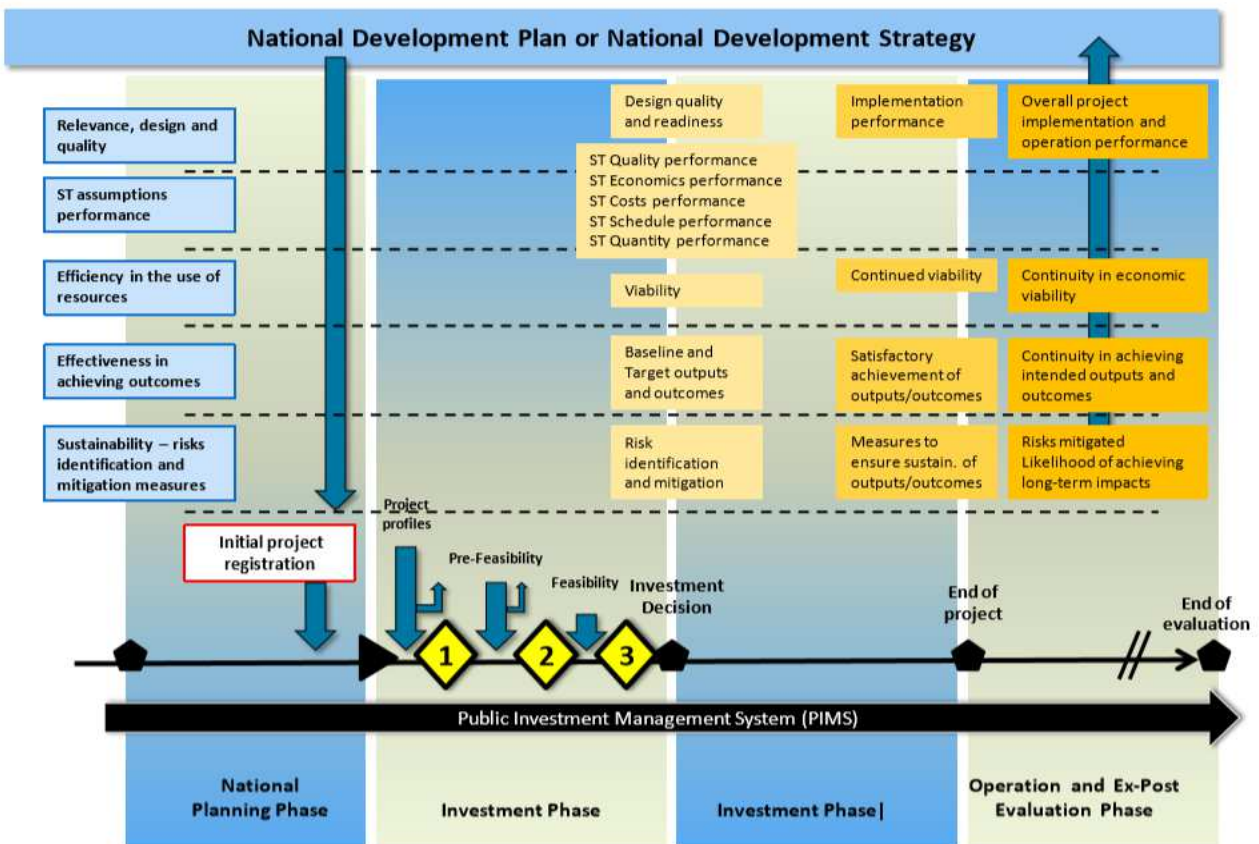 National Development Plan or National Development Strategy
Relevance, design and
quality
Design quality
and readiness
Implementation
performance
Overall project
implementation and
operation performance
ST assumptions
performance
ST Quality performance
ST Economics performance
ST Costs performance
ST Schedule performance
ST Quantity performance
Efficiency in the use of
resources
Viability
Continued viability
Continuity in economic
viability
Effectiveness in
achieving outcomes
Baseline and
Target outputs
and outcomes
Satisfactory
achievement of
outputs/outcomes
Continuity in achieving
intended outputs and
outcomes
Sustainability – risks
identification and
mitigation measures
Risk
identification
and mitigation
Measures to
ensure sustain. of
outputs/outcomes
Risks mitigated
Likelihood of achieving
long-term impacts
Initial project
registration
Project
profiles
Pre-Feasibility
Feasibility
Investment
Decision
End of
project
End of
evaluation
1
2
3
Public Investment Management System (PIMS)
National
Planning Phase
Investment Phase
Investment Phase|
Operation and Ex-Post
Evaluation Phase